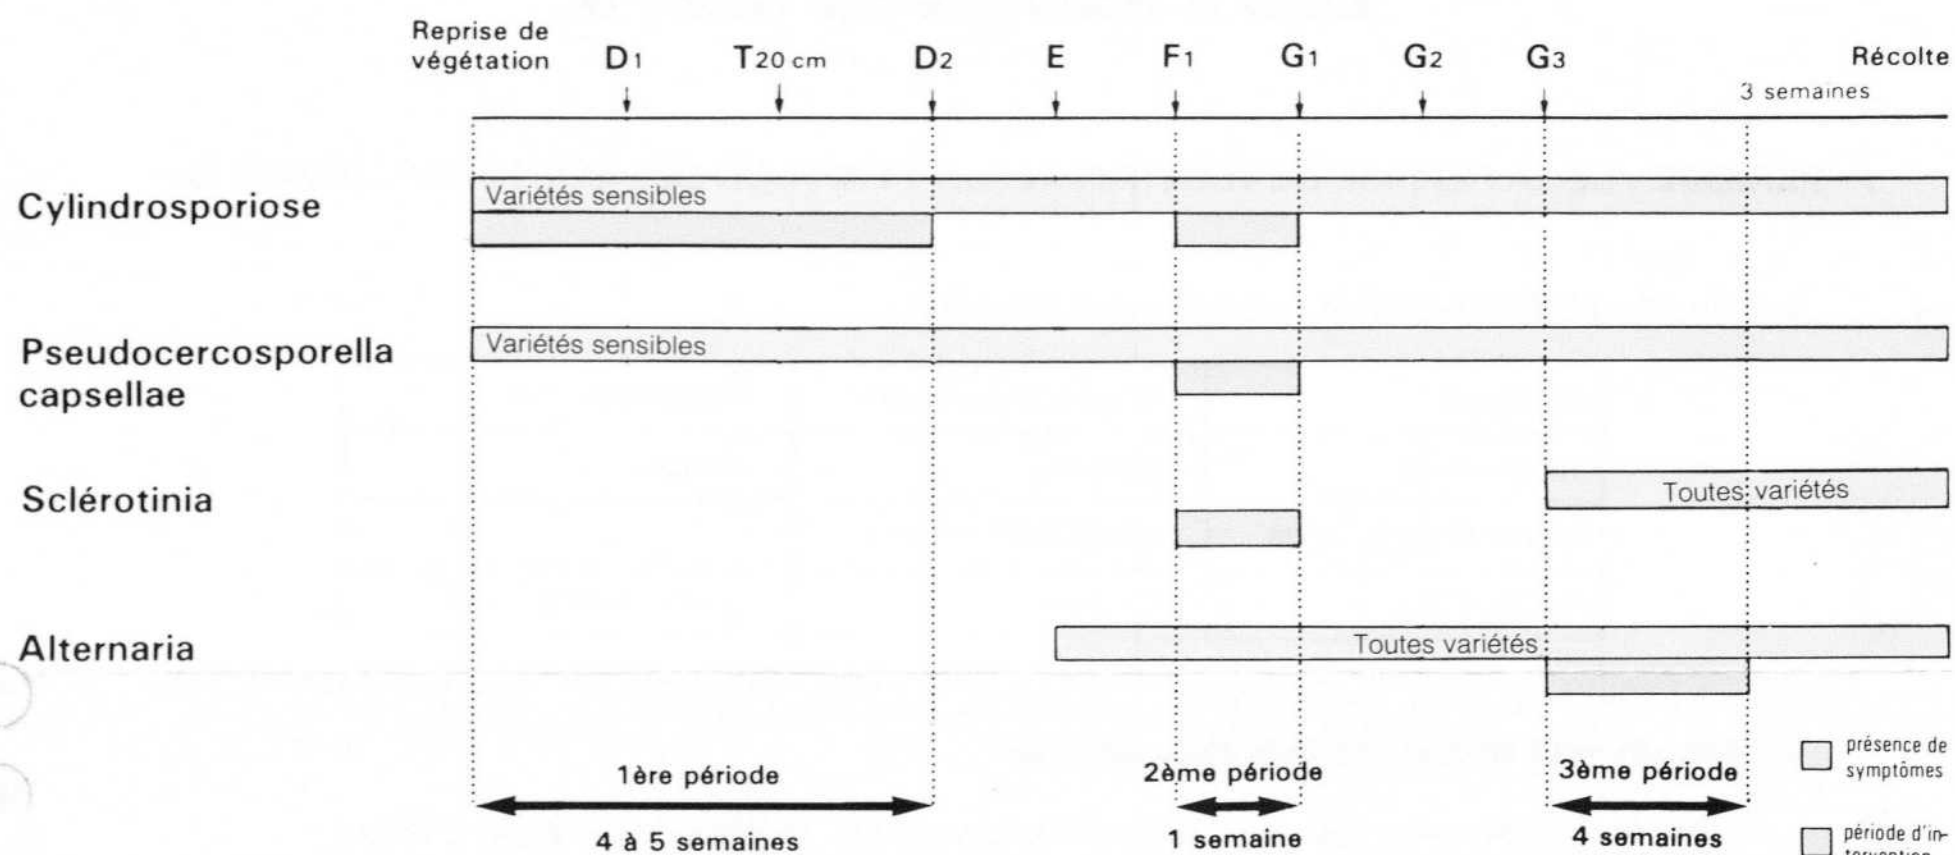 Reprise de
végétation
D1
T20 cm
D2
E
F1
G1
G2
G3
Récolte
3 semaines
Cylindrosporiose
Variétés sensibles
Pseudocercosporella
capsellae
Variétés sensibles
Sclérotinia
Toutes variétés
Alternaria
Toutes variétés
1ère période
4 à 5 semaines
2ème période
1 semaine
3ème période
4 semaines
présence de
symptômes
période d'in-